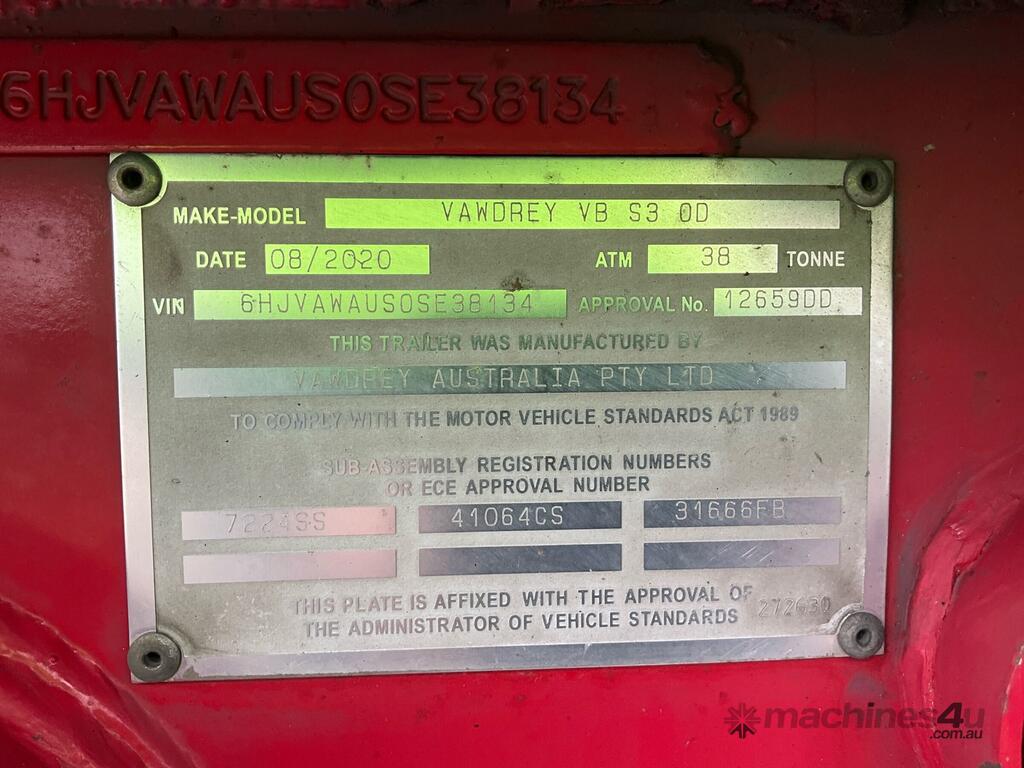 6HJVAWAUS0SE38134
MAKE-MODEL VAWDREY VB S3 0D
DATE 08/2020 ATM 38 TONNE
VIN 6HJVAWAUS0SE38134 APPROVAL No. 12659DD
THIS TRAILER WAS MANUFACTURED BY
VAWDREY AUSTRALIA PTY LTD
TO COMPLY WITH THE MOTOR VEHICLE STANDARDS ACT 1989
SUB-ASSEMBLY REGISTRATION NUMBERS
OR ECE APPROVAL NUMBER
7224SS 41064CS 31666FB
THIS PLATE IS AFFIXED WITH THE APPROVAL OF
THE ADMINISTRATOR OF VEHICLE STANDARDS 272630
machines4u
.com.au